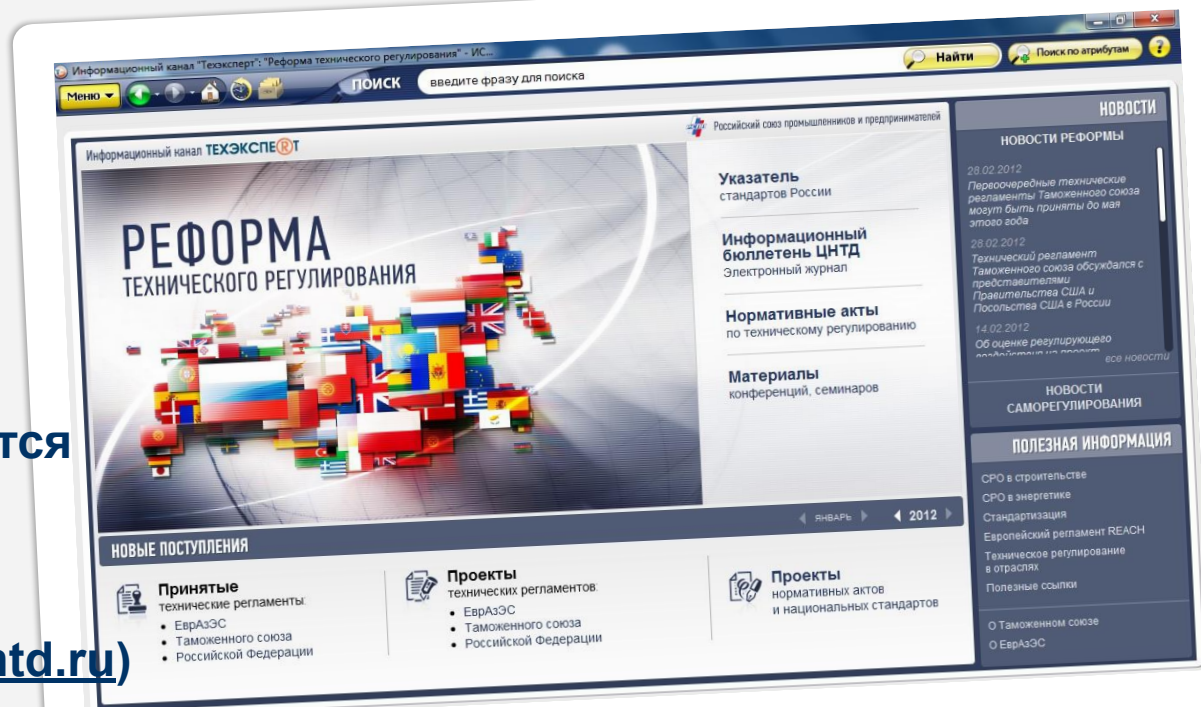 Информационный канал "Техэксперт": "Реформа технического регулирования" - ИС...
Меню
ПОИСК
введите фразу для поиска
Найти
Поиск по атрибутам
?
Информационный канал ТЕХЭКСПЕRТ
Российский союз промышленников и предпринимателей
РЕФОРМА
ТЕХНИЧЕСКОГО РЕГУЛИРОВАНИЯ
Указатель
стандартов России
Информационный
бюллетень ЦНТД
Электронный журнал
Нормативные акты
по техническому регулированию
Материалы
конференций, семинаров
НОВОСТИ
НОВОСТИ РЕФОРМЫ
28.02.2012
Первоочередные технические
регламенты Таможенного союза
могут быть приняты до мая
этого года
28.02.2012
Технический регламент
Таможенного союза обсуждался с
представителями
Правительства США и
Посольства США в России
14.02.2012
Об оценке регулирующего
воздействия на проект
все новости
НОВОСТИ
САМОРЕГУЛИРОВАНИЯ
ПОЛЕЗНАЯ ИНФОРМАЦИЯ
СРО в строительстве
СРО в энергетике
Стандартизация
Европейский регламент REACH
Техническое регулирование
в отраслях
Полезные ссылки
О Таможенном союзе
О ЕврАзЭС
ЯНВАРЬ
2012
НОВЫЕ ПОСТУПЛЕНИЯ
Принятые
технические регламенты:
• ЕврАзЭС
• Таможенного союза
• Российской Федерации
Проекты
технических регламентов:
• ЕврАзЭС
• Таможенного союза
• Российской Федерации
Проекты
нормативных актов
и национальных стандартов
тся
ntd.ru)